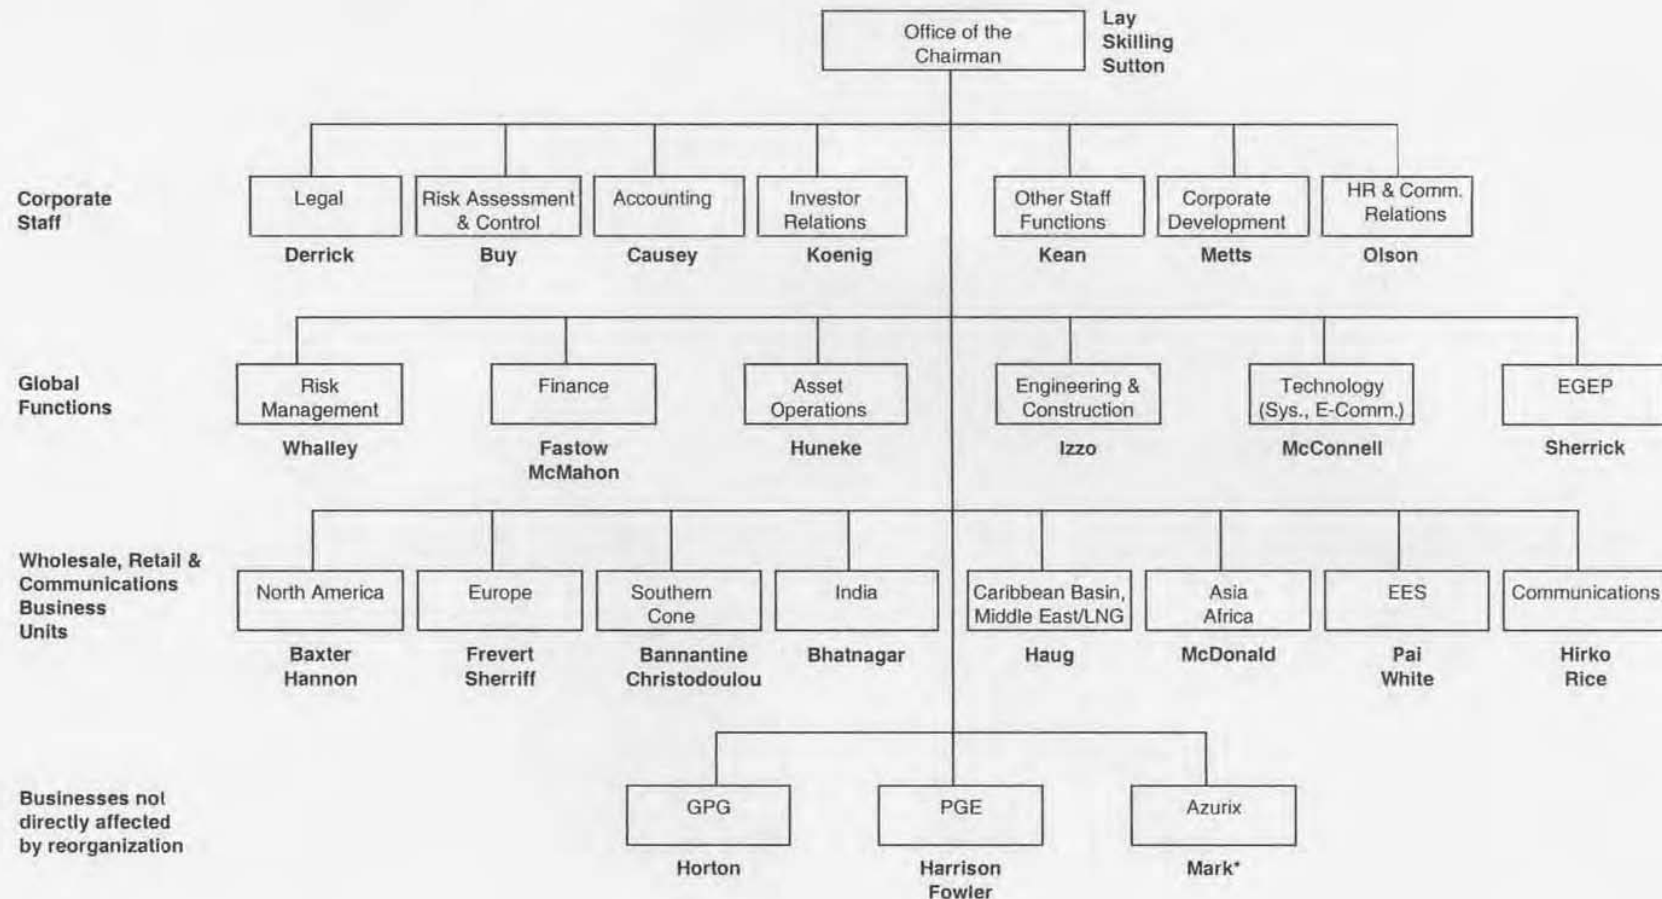 Office of the
Chairman
Lay
Skilling
Sutton
Corporate
Staff
Legal
Derrick
Risk Assessment
& Control
Buy
Accounting
Causey
Investor
Relations
Koenig
Other Staff
Functions
Kean
Corporate
Development
Metts
HR & Comm.
Relations
Olson
Global
Functions
Risk
Management
Whalley
Finance
Fastow
McMahon
Asset
Operations
Huneke
Engineering &
Construction
Izzo
Technology
(Sys., E-Comm.)
McConnell
EGEP
Sherrick
Wholesale, Retail &
Communications
Business
Units
North America
Baxter
Hannon
Europe
Frevert
Sherriff
Southern
Cone
Bannantine
Christodoulou
India
Bhatnagar
Caribbean Basin,
Middle East/LNG
Haug
Asia
Africa
McDonald
EES
Pai
White
Communications
Hirko
Rice
Businesses not
directly affected
by reorganization
GPG
Horton
PGE
Harrison
Fowler
Azurix
Mark*